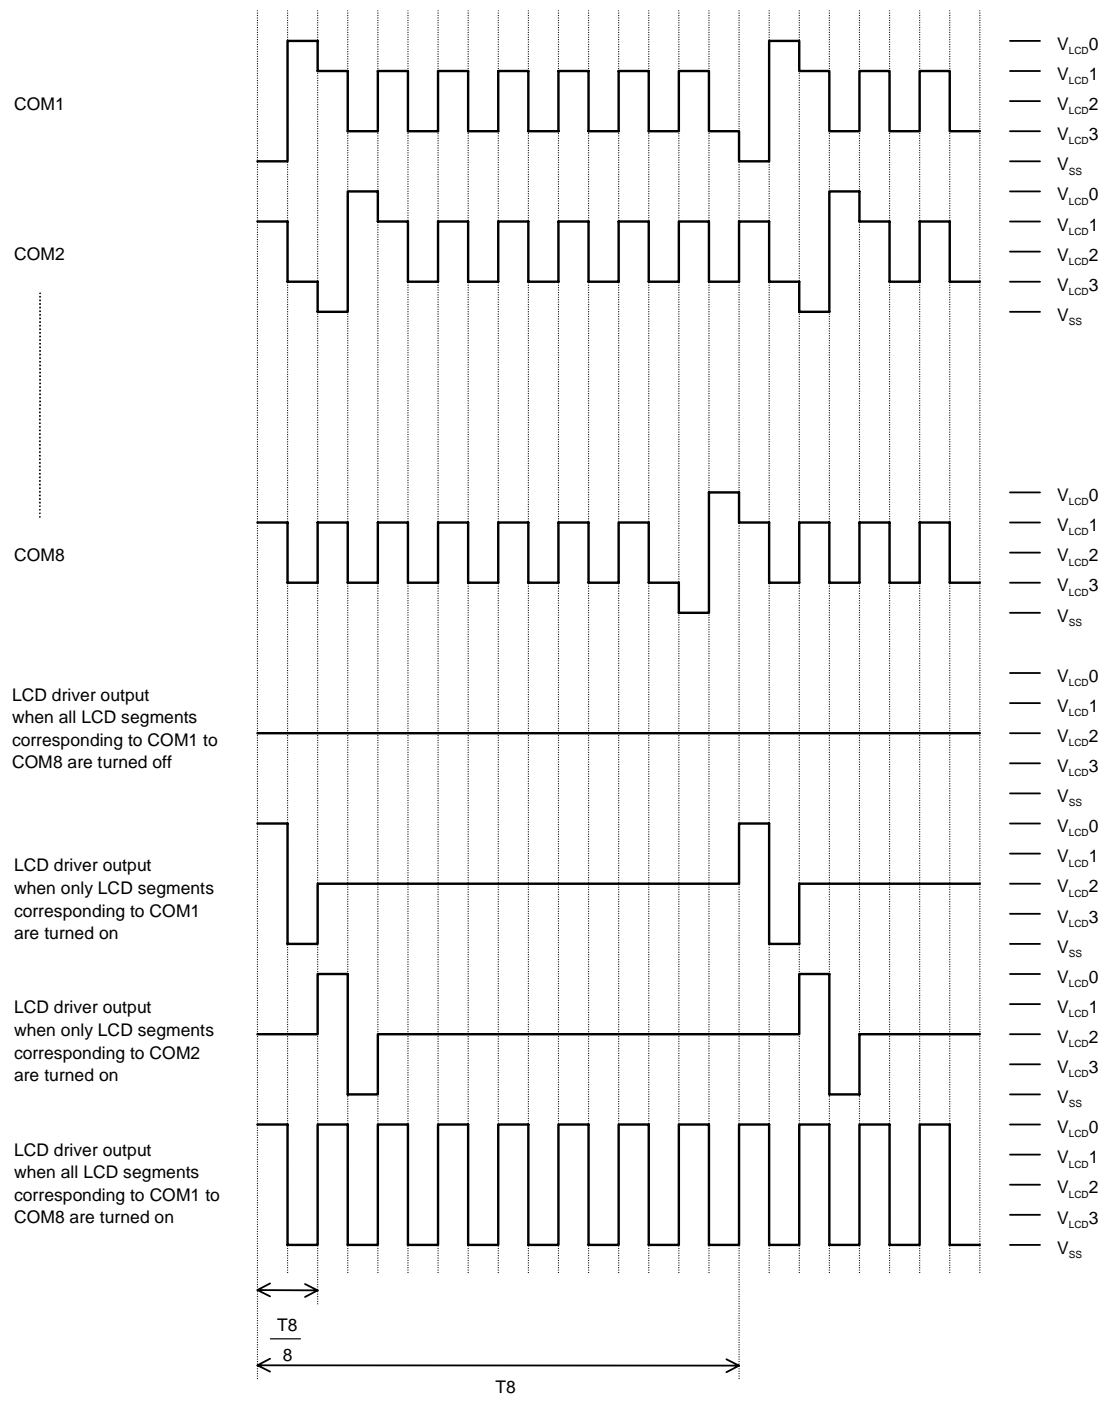 COM1
V_LCD0
V_LCD1
V_LCD2
V_LCD3
V_SS
COM2
V_LCD0
V_LCD1
V_LCD2
V_LCD3
V_SS
COM8
V_LCD0
V_LCD1
V_LCD2
V_LCD3
V_SS
LCD driver output
when all LCD segments
corresponding to COM1 to
COM8 are turned off
V_LCD0
V_LCD1
V_LCD2
V_LCD3
V_SS
LCD driver output
when only LCD segments
corresponding to COM1
are turned on
V_LCD0
V_LCD1
V_LCD2
V_LCD3
V_SS
LCD driver output
when only LCD segments
corresponding to COM2
are turned on
V_LCD0
V_LCD1
V_LCD2
V_LCD3
V_SS
LCD driver output
when all LCD segments
corresponding to COM1 to
COM8 are turned on
V_LCD0
V_LCD1
V_LCD2
V_LCD3
V_SS
T8
8
T8